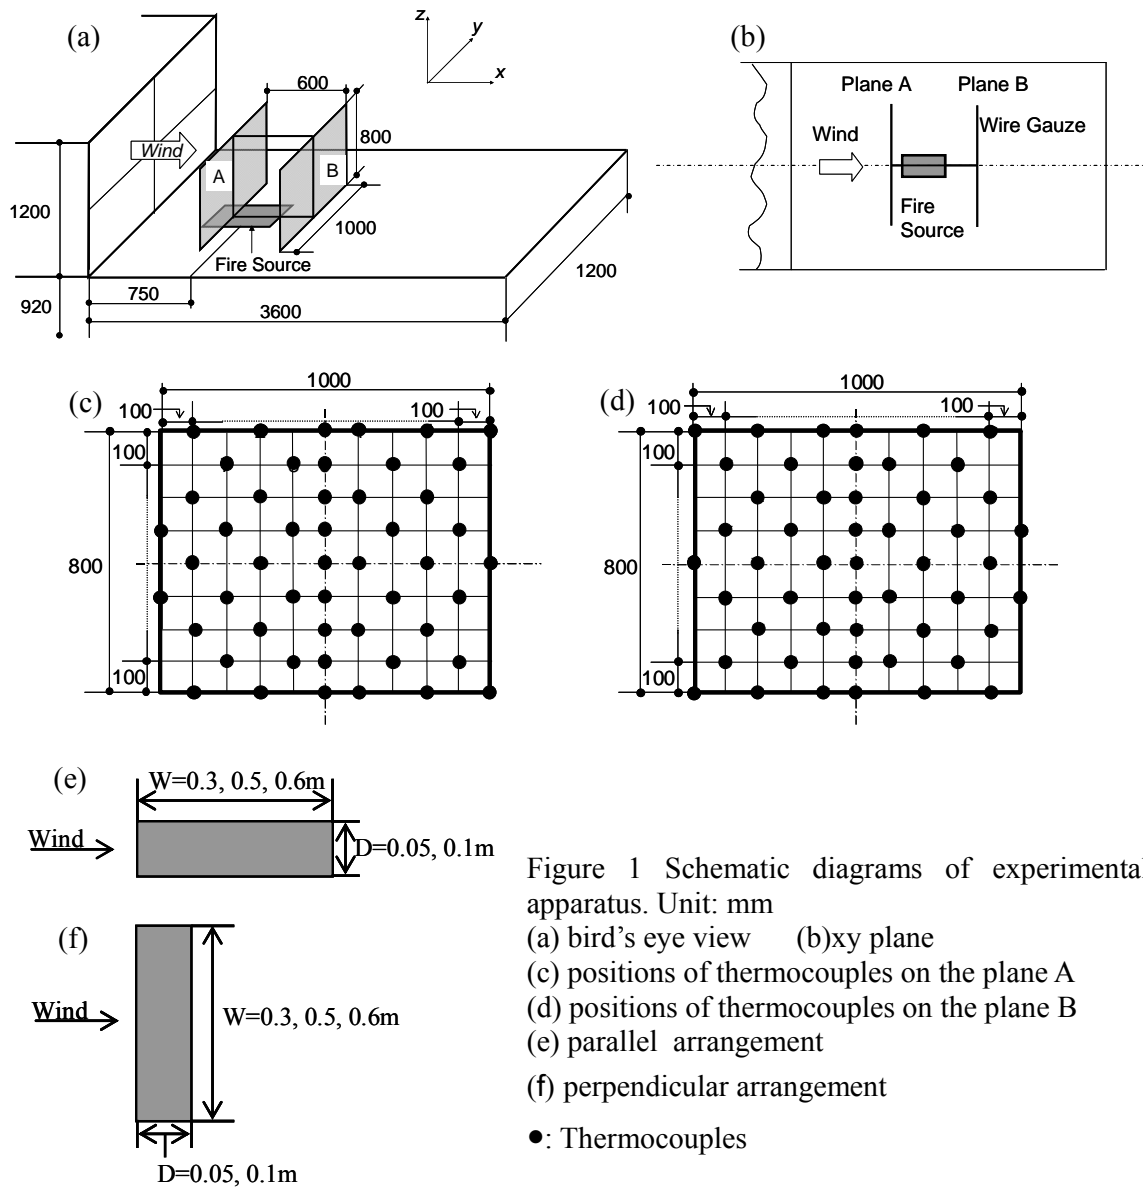 (a)
z
y
x
600
800
Wind
A
B
1200
1000
Fire Source
1200
750
920
3600
(b)
Plane A
Plane B
Wire Gauze
Wind
Fire
Source
(c)
1000
100
100
100
800
100
(d)
1000
100
100
100
800
100
(e)
W=0.3, 0.5, 0.6m
Wind
D=0.05, 0.1m
(f)
Wind
W=0.3, 0.5, 0.6m
D=0.05, 0.1m
Figure 1 Schematic diagrams of experimental
apparatus. Unit: mm
(a) bird's eye view (b)xy plane
(c) positions of thermocouples on the plane A
(d) positions of thermocouples on the plane B
(e) parallel arrangement
(f) perpendicular arrangement
●: Thermocouples